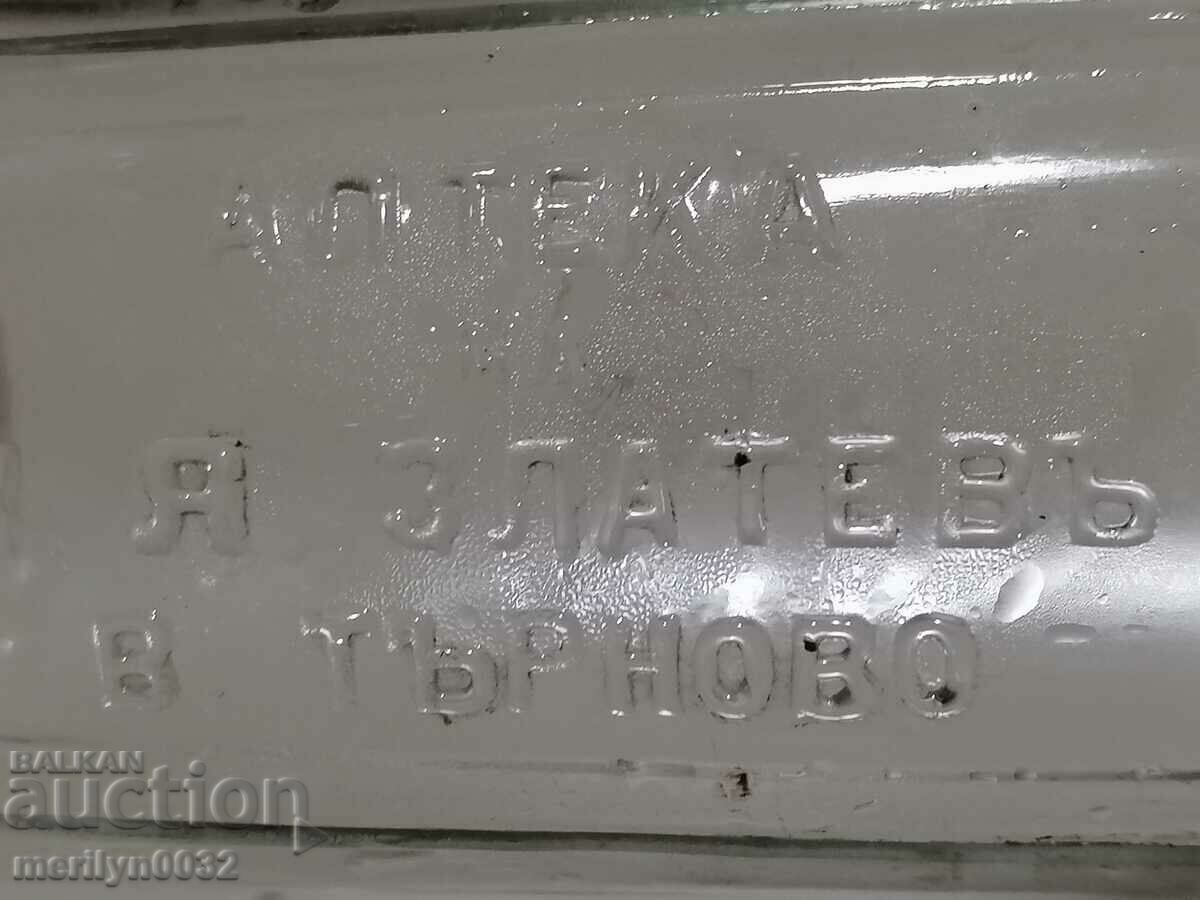 АПТЕКА
Я ЗЛАТЕВЪ
В ТЪРНОВО
BALKAN
auction
merilyn0032